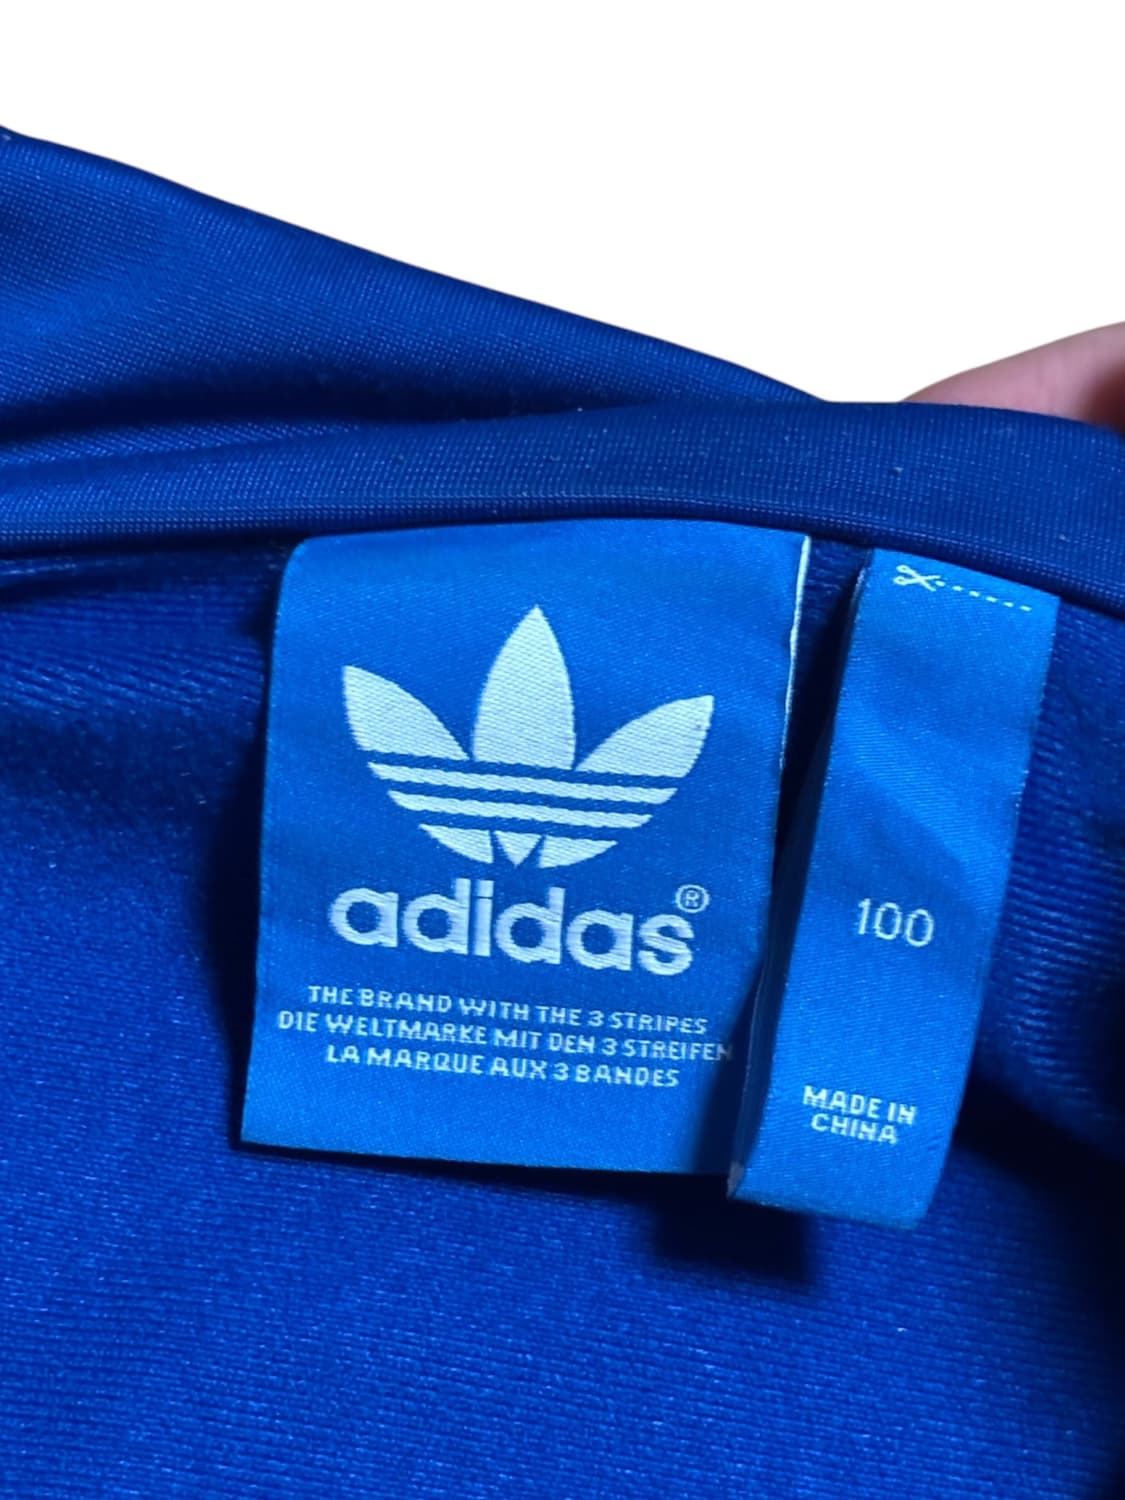 adidas®
THE BRAND WITH THE 3 STRIPES
DIE WELTMARKE MIT DEN 3 STREIFEN
LA MARQUE AUX 3 BANDES
100
MADE IN
CHINA